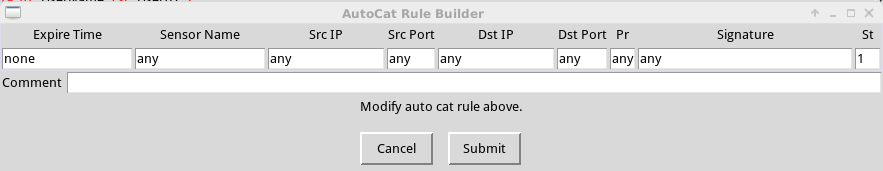 AutoCat Rule Builder
Expire Time Sensor Name Src IP Src Port Dst IP Dst Port Pr Signature St
none any any any any any any any 1
Comment
Modify auto cat rule above.
Cancel Submit